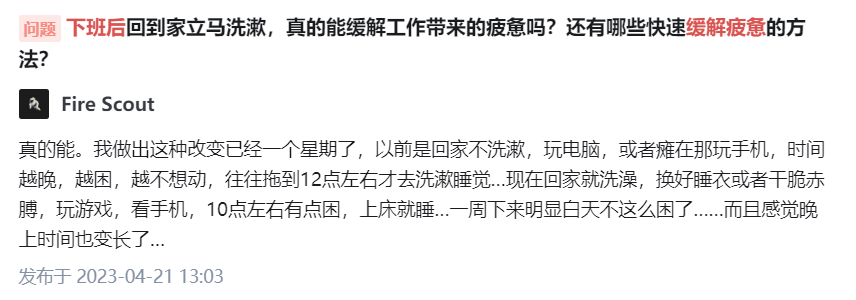 问题 下班后回到家立马洗漱，真的能缓解工作带来的疲惫吗？还有哪些快速缓解疲惫的方
法？
Fire Scout
真的能。我做出这种改变已经一个星期了，以前是回家不洗漱，玩电脑，或者瘫在那玩手机，时间
越晚，越困，越不想动，往往拖到12点左右才去洗漱睡觉...现在回家就洗澡，换好睡衣或者干脆赤
膊，玩游戏，看手机，10点左右有点困，上床就睡...一周下来明显白天不这么困了......而且感觉晚
上时间也变长了...
发布于 2023-04-21 13:03